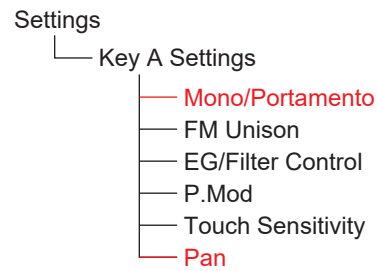 Settings
Key A Settings
Mono/Portamento
FM Unison
EG/Filter Control
P.Mod
Touch Sensitivity
Pan